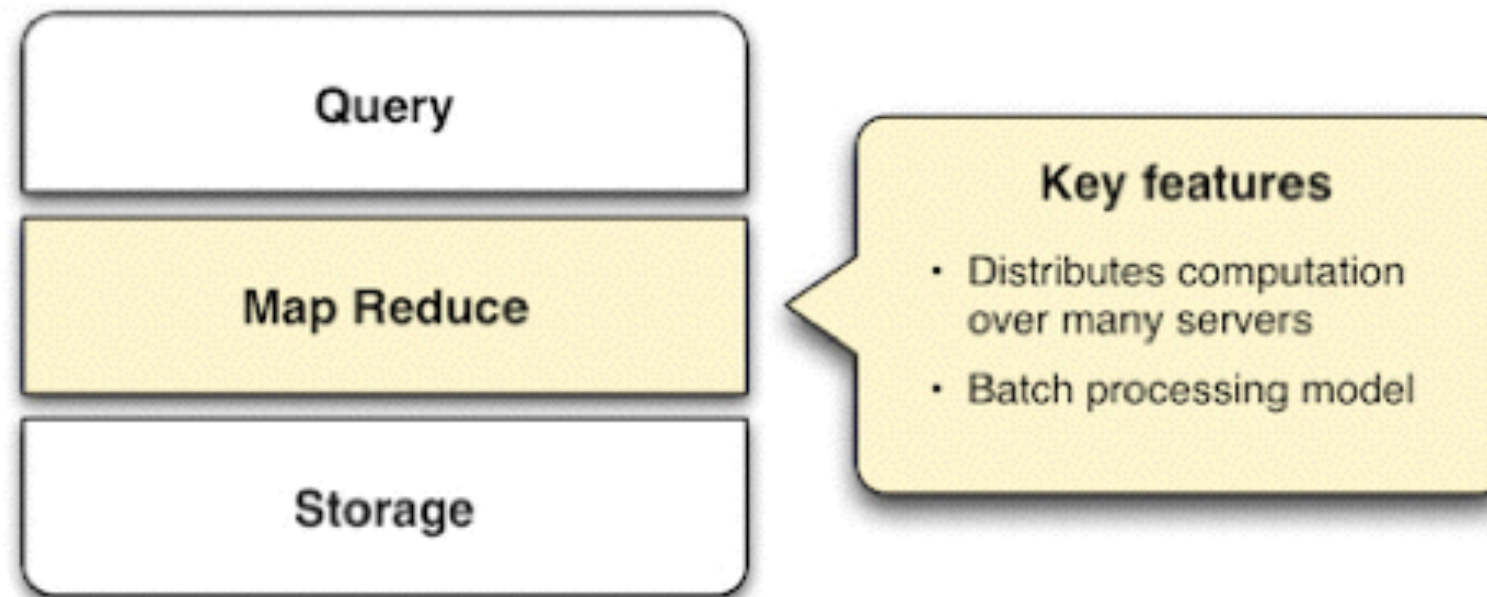 Query
Map Reduce
Storage
Key features
• Distributes computation
over many servers
• Batch processing model